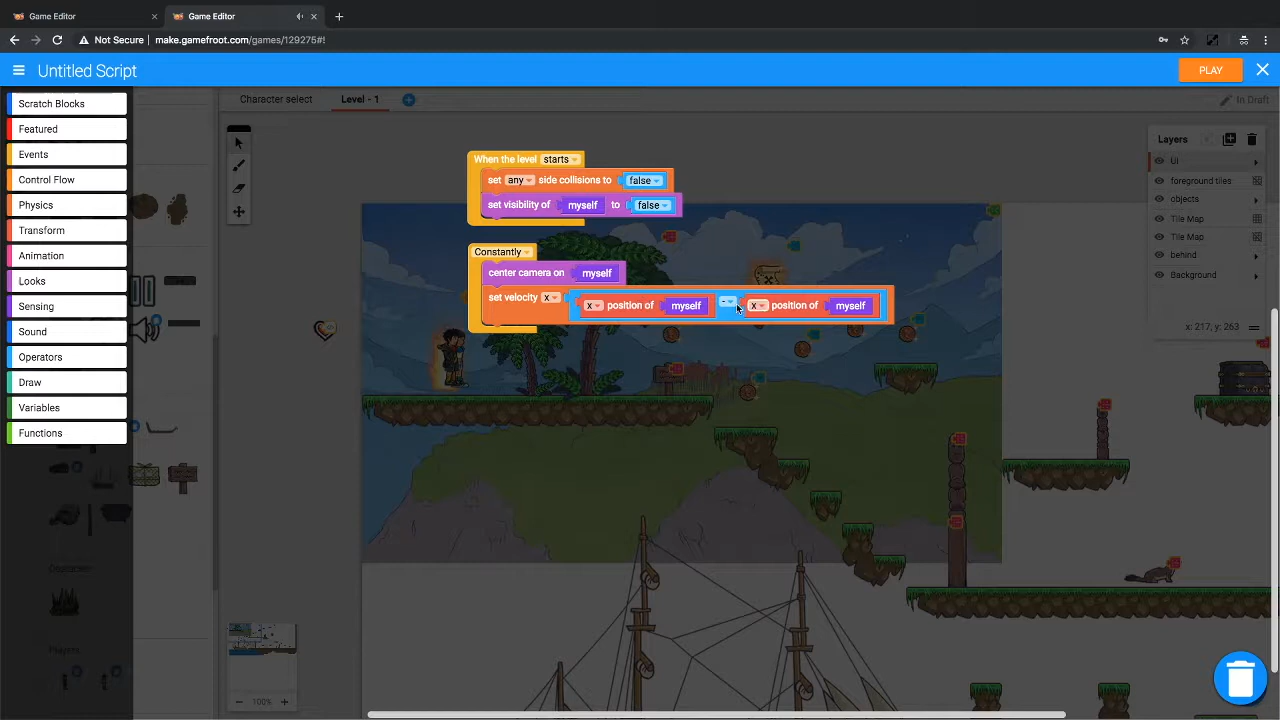 Game Editor
Game Editor
Not Secure
make.gamefroot.com/games/129275#!
Untitled Script
PLAY
Scratch Blocks
Featured
Events
Control Flow
Physics
Transform
Animation
Looks
Sensing
Sound
Operators
Draw
Variables
Functions
Character select
Level - 1
In Draft
When the level starts
set any side collisions to false
set visibility of myself to false
Constantly
center camera on myself
set velocity x x position of myself - x position of myself
Layers
UI
foreground tiles
objects
Tile Map
Tile Map
behind
Background
x: 217, y: 263
Characters
Players
100%